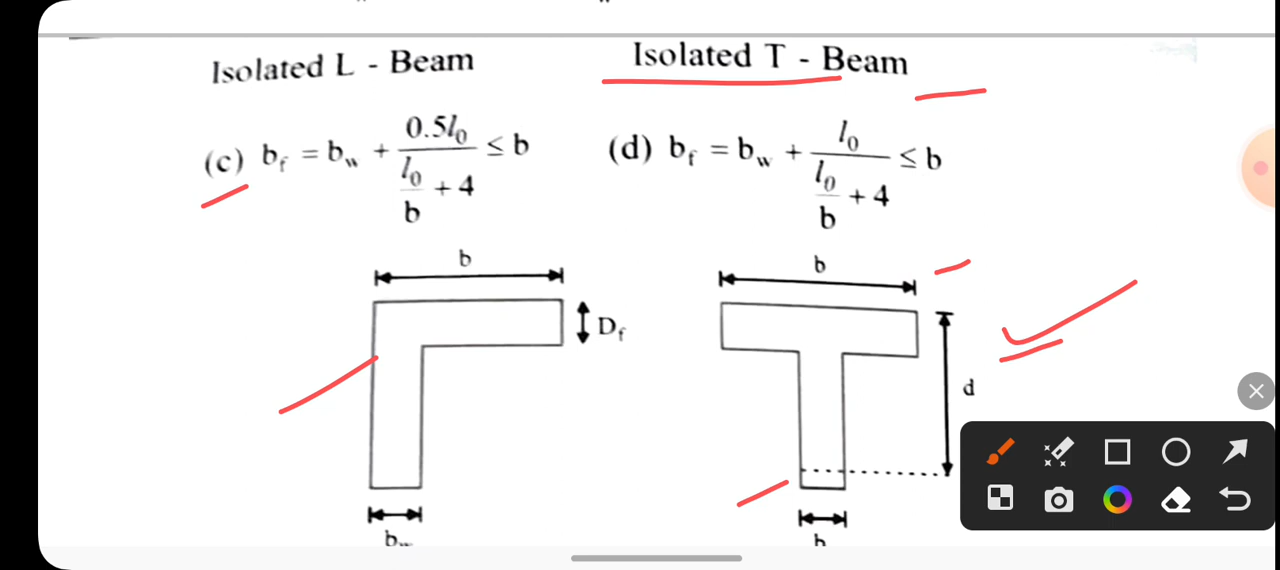 Isolated L - Beam
Isolated T - Beam
(c) b_f = b_w + 0.5l_0 / (l_0/b + 4) ≤ b
(d) b_f = b_w + l_0 / (l_0/b + 4) ≤ b
b
b
D_f
d